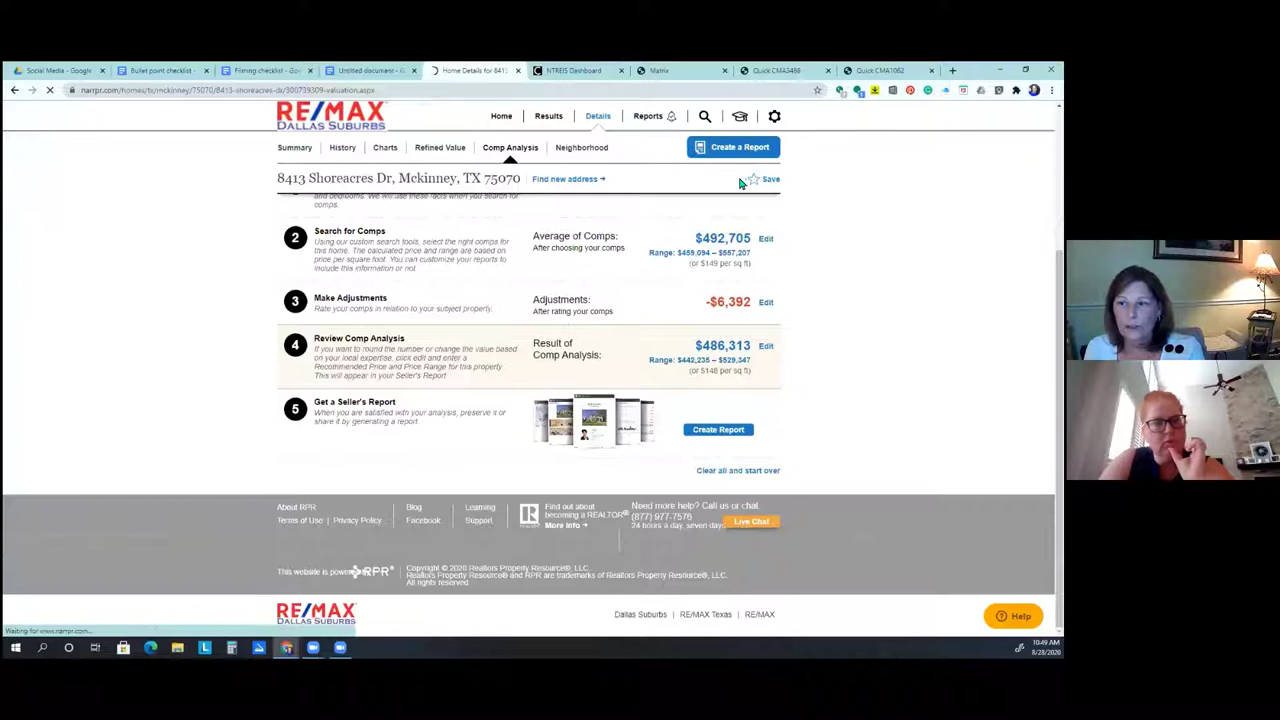 Social Media - Google
Bullet point checklist -
Filming checklist - Go
Untitled document - G
Home Details for 8413
NTREIS Dashboard
Matrix
Quick CMA3488
Quick CMA1062
narrpr.com/homes/tx/mckinney/75070/8413-shoreacres-dr/300739309-valuation.aspx
RE/MAX
DALLAS SUBURBS
Home
Results
Details
Reports
Summary
History
Charts
Refined Value
Comp Analysis
Neighborhood
Create a Report
8413 Shoreacres Dr, Mckinney, TX 75070
Find new address
Save
and bedrooms. We will use these facts when you search for
comps.
2
Search for Comps
Using our custom search tools, select the right comps for
this home. The calculated price and range are based on
price per square foot. You can customize your reports to
include this information or not.
Average of Comps:
After choosing your comps
$492,705
Edit
Range: $459,094 – $557,207
(or $149 per sq ft)
3
Make Adjustments
Rate your comps in relation to your subject property.
Adjustments:
After rating your comps
-$6,392
Edit
4
Review Comp Analysis
If you want to round the number or change the value based
on your local expertise, click edit and enter a
Recommended Price and Price Range for this property
This will appear in your Seller's Report
Result of
Comp Analysis:
$486,313
Edit
Range: $442,235 – $529,347
(or $148 per sq ft)
5
Get a Seller's Report
When you are satisfied with your analysis, preserve it or
share it by generating a report
Create Report
Clear all and start over
About RPR
Terms of Use | Privacy Policy
Blog
Facebook
Learning
Support
Find out about
becoming a REALTOR®
More info
Need more help? Call us or chat.
(877) 977-7576
24 hours a day, seven days
Live Chat
This website is powered
RPR®
Copyright © 2020 Realtors Property Resource®, LLC.
Realtors Property Resource® and RPR are trademarks of Realtors Property Resource®, LLC.
All rights reserved.
RE/MAX
DALLAS SUBURBS
Dallas Suburbs | RE/MAX Texas | RE/MAX
Help
Waiting for www.narrpr.com...
10:49 AM
8/28/2020